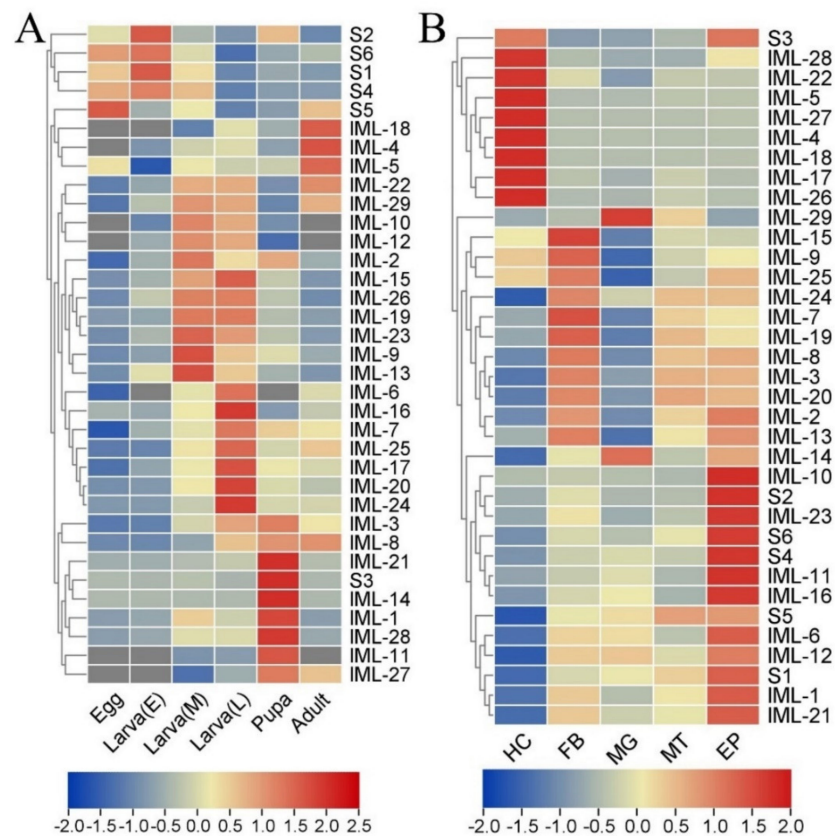 A
S2
S6
S1
S4
S5
IML-18
IML-4
IML-5
IML-22
IML-29
IML-10
IML-12
IML-2
IML-15
IML-26
IML-19
IML-23
IML-9
IML-13
IML-6
IML-16
IML-7
IML-25
IML-17
IML-20
IML-24
IML-3
IML-8
IML-21
S3
IML-14
IML-1
IML-28
IML-11
IML-27
Egg Larva(E) Larva(M) Larva(L) Pupa Adult
-2.0 -1.5 -0.5 0.0 0.5 1.0 1.5 2.0 2.5
B
S3
IML-28
IML-22
IML-5
IML-27
IML-4
IML-18
IML-17
IML-26
IML-29
IML-15
IML-9
IML-25
IML-24
IML-7
IML-19
IML-8
IML-3
IML-20
IML-2
IML-13
IML-14
IML-10
S2
IML-23
S6
S4
IML-11
IML-16
S5
IML-6
IML-12
S1
IML-1
IML-21
HC FB MG MT EP
-2.0 -1.5 -0.5 0.0 0.5 1.0 1.5 2.0